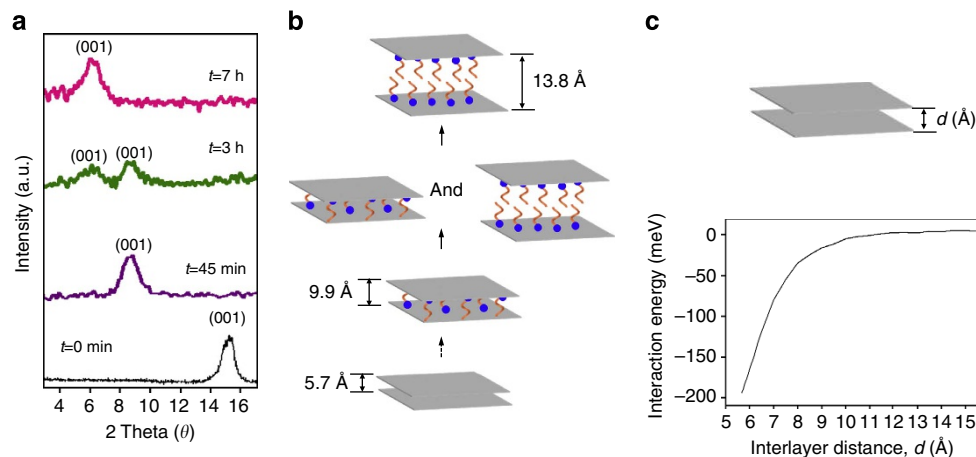 a
(001)
t=7 h
(001)
(001)
t=3 h
(001)
t=45 min
(001)
t=0 min
Intensity (a.u.)
4
6
8
10
12
14
16
2 Theta (θ)
b
13.8 Å
And
9.9 Å
5.7 Å
c
d (Å)
Interaction energy (meV)
0
−50
−100
−150
−200
5 6 7 8 9 10 11 12 13 14 15
Interlayer distance, d (Å)